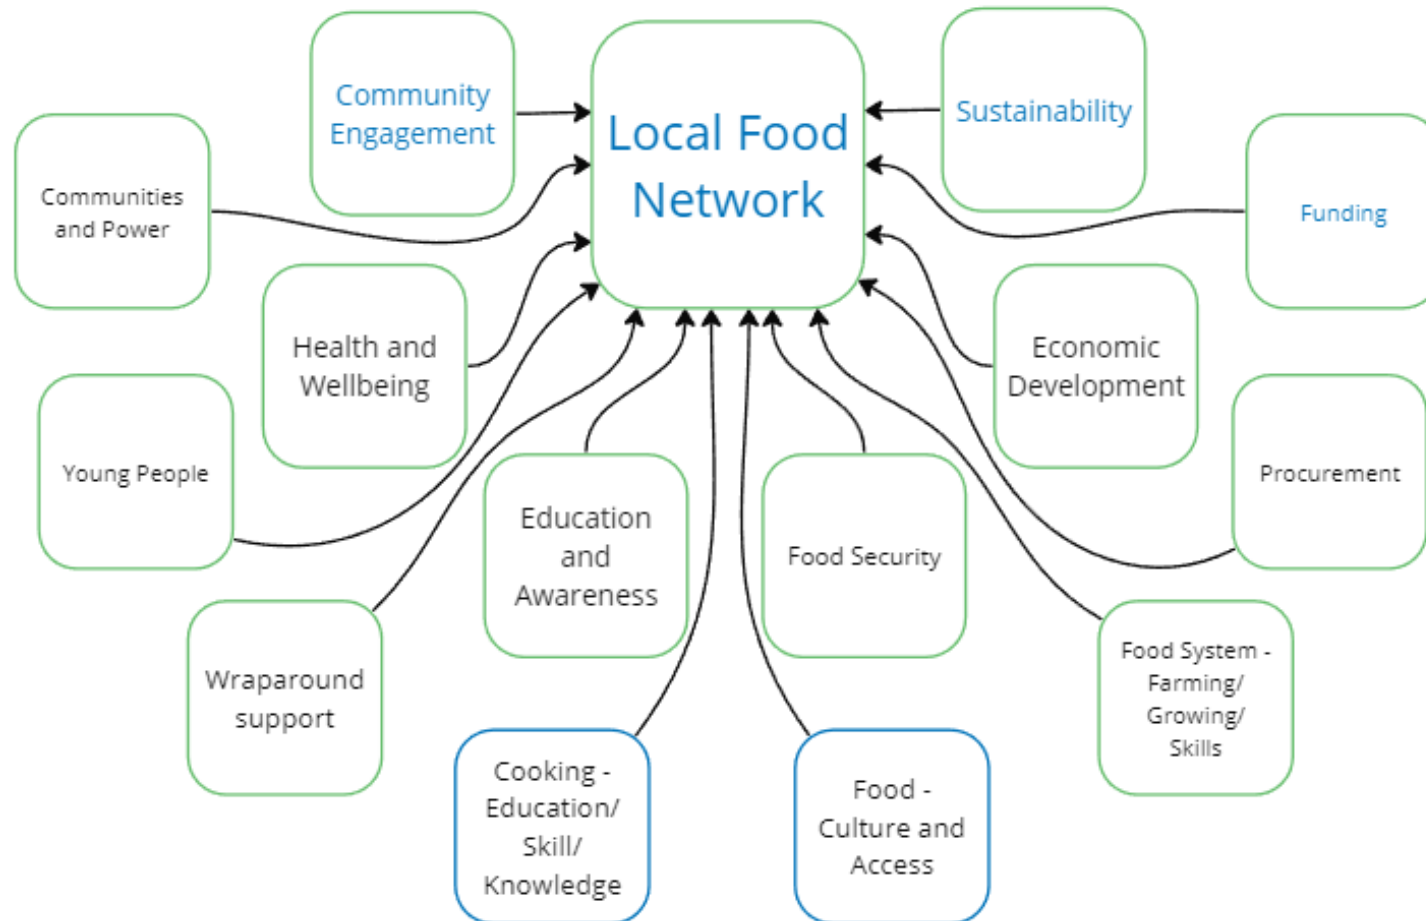 Community
Engagement
Local Food
Network
Sustainability
Communities
and Power
Funding
Health and
Wellbeing
Economic
Development
Young People
Procurement
Education
and
Awareness
Food Security
Wraparound
support
Food System -
Farming/
Growing/
Skills
Cooking -
Education/
Skill/
Knowledge
Food -
Culture and
Access